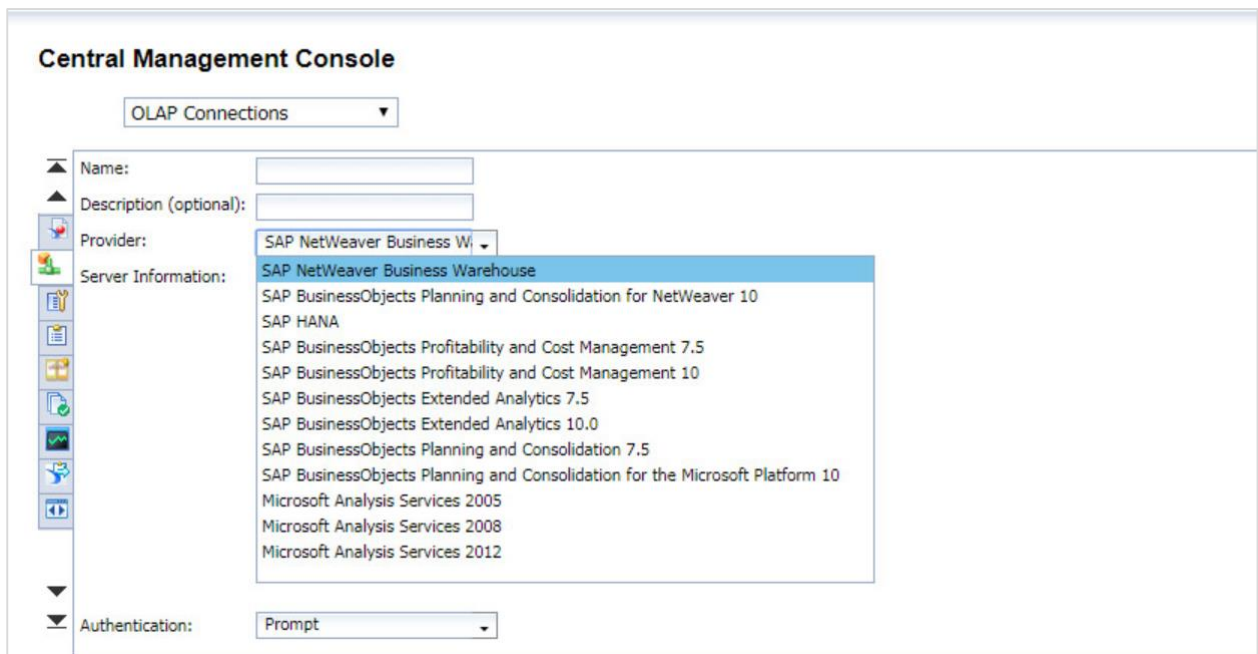 Central Management Console
OLAP Connections
Name:
Description (optional):
Provider:
SAP NetWeaver Business W
Server Information:
SAP NetWeaver Business Warehouse
SAP BusinessObjects Planning and Consolidation for NetWeaver 10
SAP HANA
SAP BusinessObjects Profitability and Cost Management 7.5
SAP BusinessObjects Profitability and Cost Management 10
SAP BusinessObjects Extended Analytics 7.5
SAP BusinessObjects Extended Analytics 10.0
SAP BusinessObjects Planning and Consolidation 7.5
SAP BusinessObjects Planning and Consolidation for the Microsoft Platform 10
Microsoft Analysis Services 2005
Microsoft Analysis Services 2008
Microsoft Analysis Services 2012
Authentication:
Prompt